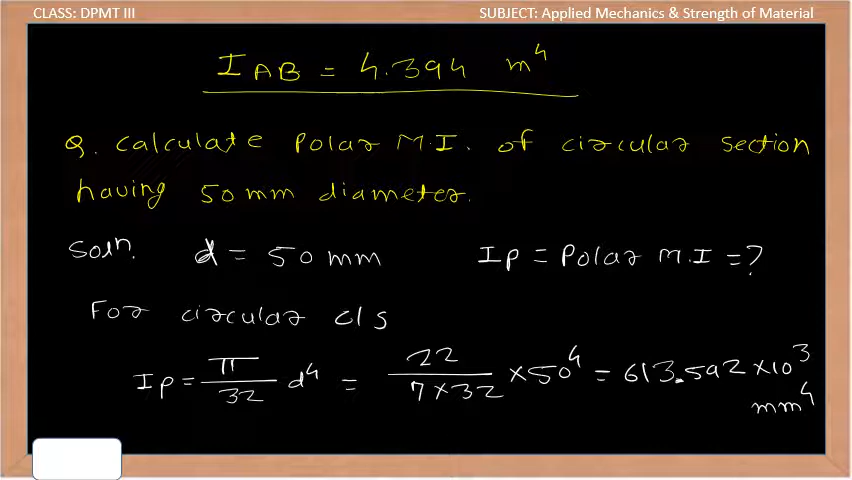 CLASS: DPMT III SUBJECT: Applied Mechanics & Strength of Material
I AB = 4.394 m⁴
Q. Calculate Polar M.I. of circular section
having 50 mm diameter.
Soln. d = 50 mm Ip = Polar M.I = ?
For circular c/s
Ip = π/32 d⁴ = 22/7×32 × 50⁴ = 613.592 × 10³
mm⁴